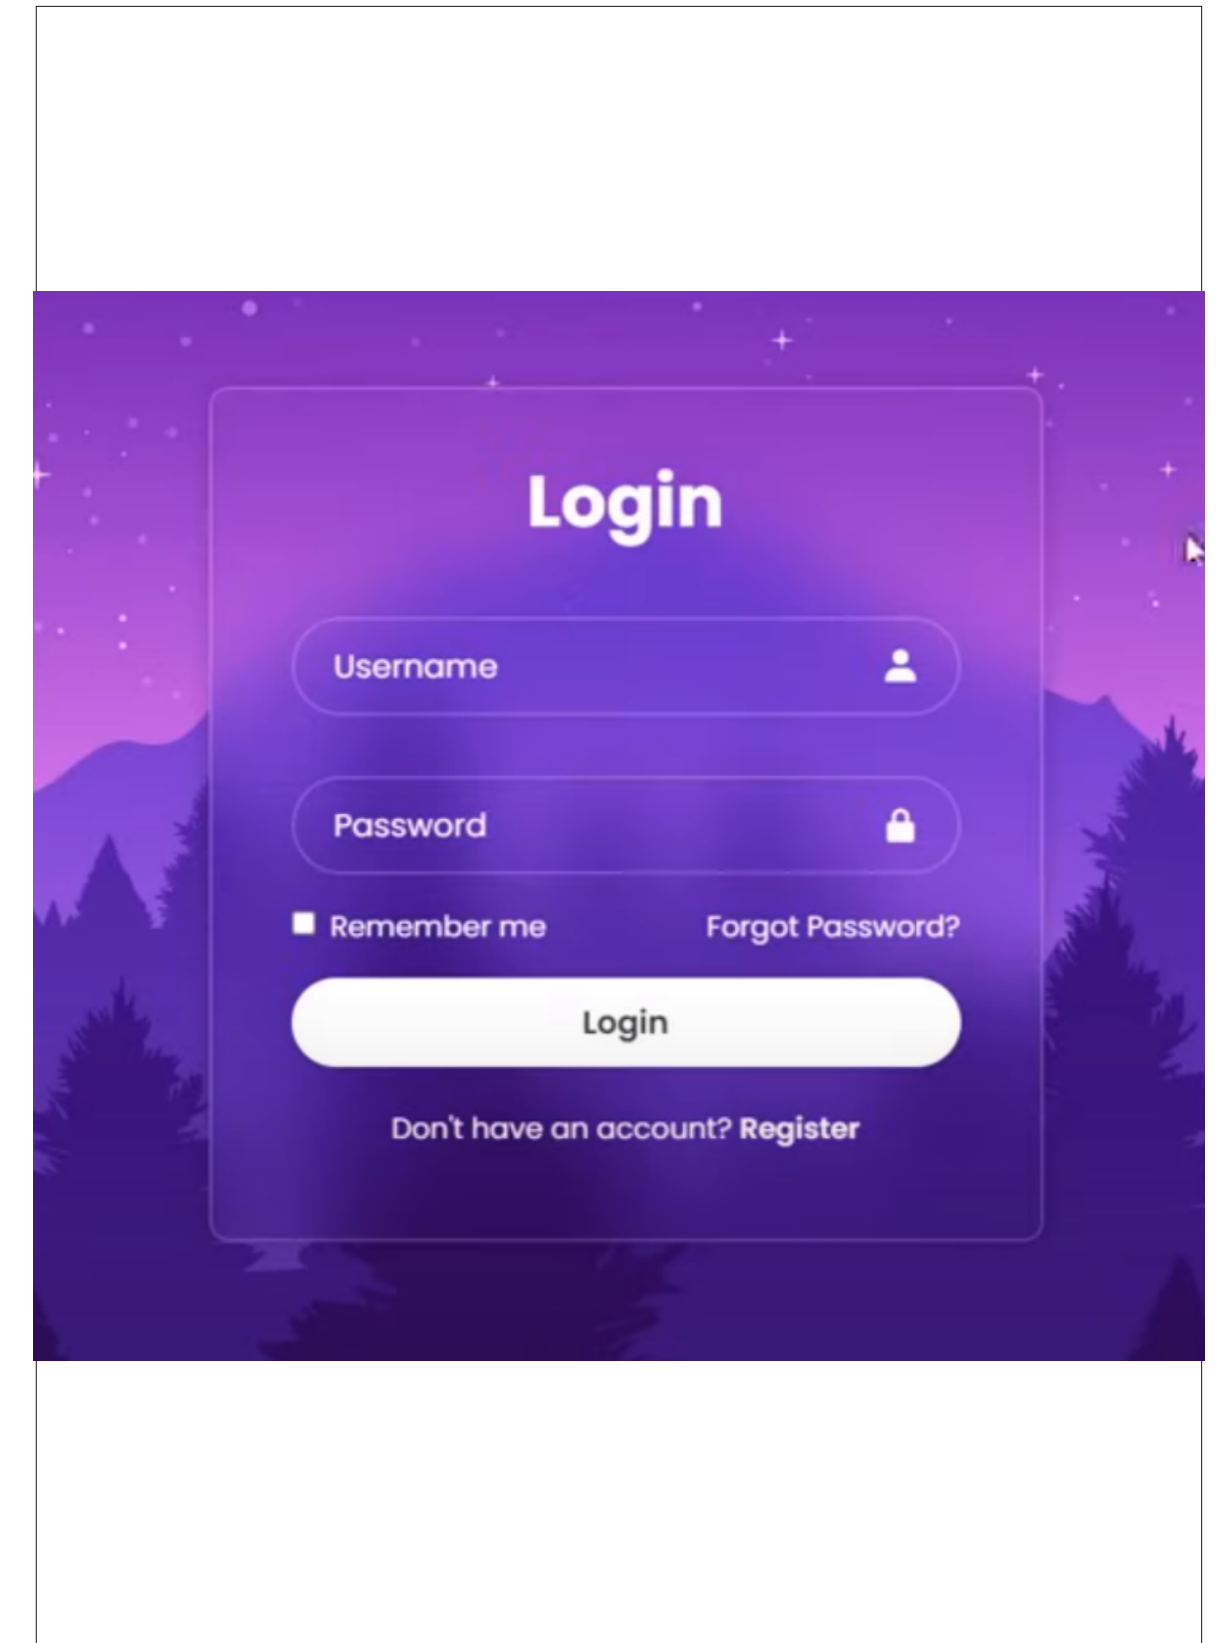 Login
Username
Password
Remember me
Forgot Password?
Login
Don't have an account? Register